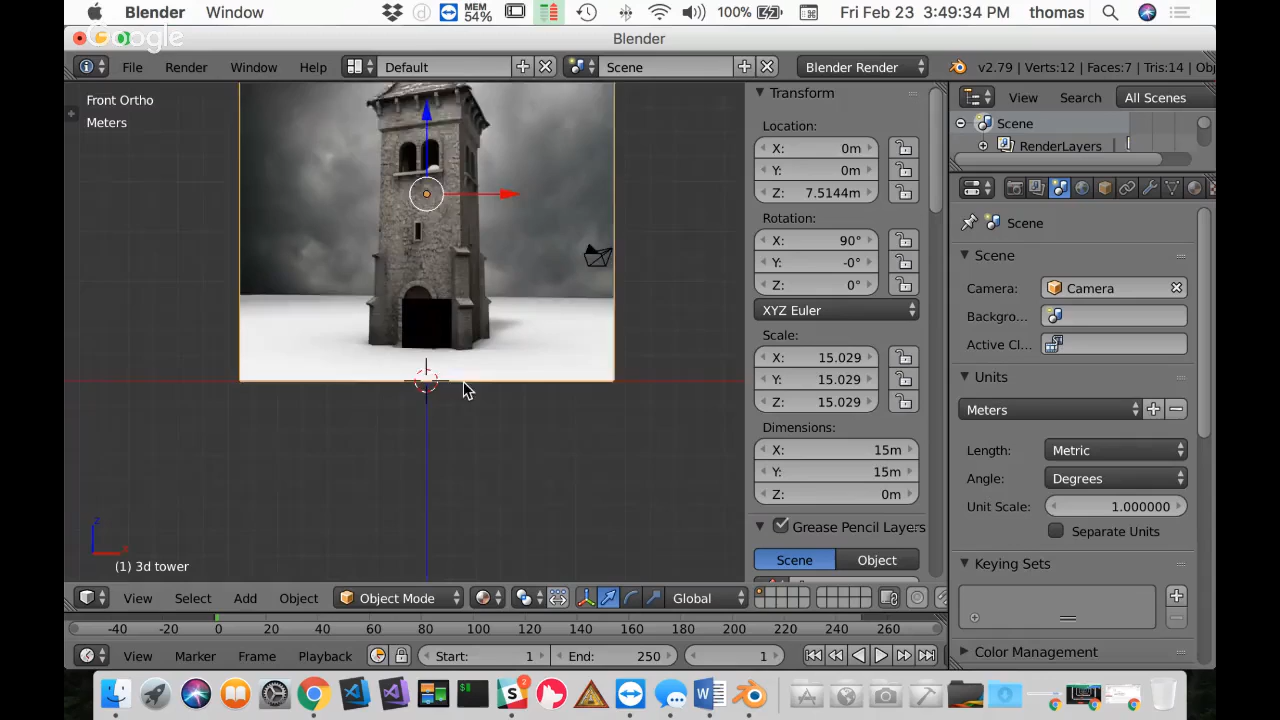 Blender Window MEM 54% 100% Fri Feb 23 3:49:34 PM thomas
Google
Blender
File Render Window Help Default Scene Blender Render v2.79 | Verts:12 | Faces:7 | Tris:14 | Ob
Front Ortho
Meters
(1) 3d tower
Transform
Location:
X: 0m
Y: 0m
Z: 7.5144m
Rotation:
X: 90°
Y: -0°
Z: 0°
XYZ Euler
Scale:
X: 15.029
Y: 15.029
Z: 15.029
Dimensions:
X: 15m
Y: 15m
Z: 0m
Grease Pencil Layers
Scene Object
View Search All Scenes
Scene
RenderLayers
Scene
Scene
Camera: Camera
Backgro...
Active Cl...
Units
Meters
Length: Metric
Angle: Degrees
Unit Scale: 1.000000
Separate Units
Keying Sets
Color Management
z
x
View Select Add Object Object Mode Global
-40 -20 0 20 40 60 80 100 120 140 160 180 200 220 240 260
View Marker Frame Playback Start: 1 End: 250 1
2